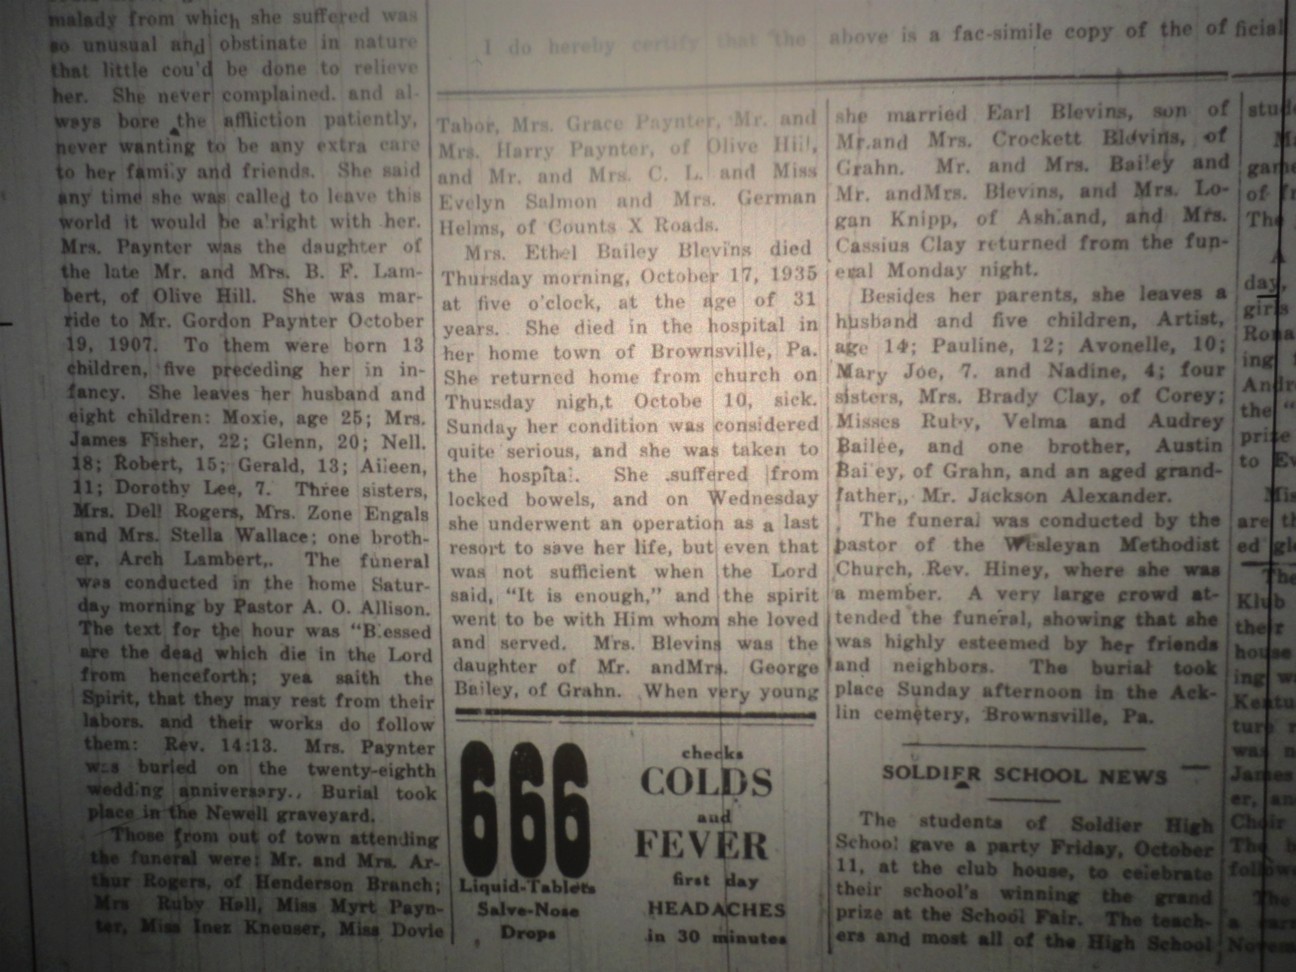 malady from which she suffered was
so unusual and obstinate in nature
that little cou'd be done to relieve
her. She never complained. and al-
ways bore the affliction patiently,
never wanting to be any extra care
to her fami.y and friends. She said
any time she was called to leave this
world it would be a'right with her.
Mrs. Paynter was the daughter of
the late Mr. and Mrs. B. F. Lam-
bert, of Olive Hill. She was mar-
ride to Mr. Gordon Paynter October
19, 1907. To them were born 13
children, five preceding her in in-
fancy. She leaves her husband and
eight children: Moxie, age 25; Mrs.
James Fisher, 22; Glenn, 20; Nell.
18; Robert, 15; Gerald, 13; Aileen,
11; Dorothy Lee, 7. Three sisters,
Mrs. Dell Rogers, Mrs. Zone Engals
and Mrs. Stella Wallace; one broth-
er, Arch Lambert,. The funeral
was conducted in the home Satur-
day morning by Pastor A. O. Allison.
The text for the hour was "B.essed
are the dead which die in the Lord
from henceforth; yea saith the
Spirit, that they may rest from their
labors. and their works do follow
them: Rev. 14:13. Mrs. Paynter
was buried on the twenty-eighth
wedding anniversary.. Burial took
place in the Newell graveyard.
Those from out of town attending
the funeral were: Mr. and Mrs. Ar-
thur Rogers, of Henderson Branch;
Mrs Ruby Hall, Miss Myrt Payn-
ter, Miss Inez Kneuser, Miss Dovie
I do hereby certify that the above is a fac-simile copy of the of ficial
Tabor, Mrs. Grace Paynter, Mr. and
Mrs. Harry Paynter, of Olive Hill,
and Mr. and Mrs. C. L. and Miss
Evelyn Salmon and Mrs. German
Helms, of Counts X Roads.
Mrs. Ethel Bailey Blevins died
Thursday morning, October 17, 1935
at five o'clock, at the age of 31
years. She died in the hospital in
her home town of Brownsville, Pa.
She returned home from church on
Thursday nigh,t Octobe 10, sick.
Sunday her condition was considered
quite serious, and she was taken to
the hospital. She suffered from
locked bowels, and on Wednesday
she underwent an operation as a last
resort to save her life, but even that
was not sufficient when the Lord
said, "It is enough," and the spirit
went to be with Him whom she loved
and served. Mrs. Blevins was the
daughter of Mr. andMrs. George
Bailey, of Grahn. When very young
666
Liquid-Tablets
Salve-Nose
Drops
checks
COLDS
and
FEVER
first day
HEADACHES
in 30 minutes
she married Earl Blevins, son of
Mr.and Mrs. Crockett Blevins, of
Grahn. Mr. and Mrs. Bailey and
Mr. andMrs. Blevins, and Mrs. Lo-
gan Knipp, of Ash.and, and Mrs.
Cassius Clay returned from the fun-
eral Monday night.
Besides her parents, she leaves a
husband and five children, Artist,
age 14; Pauline, 12; Avonelle, 10;
Mary Joe, 7. and Nadine, 4; four
sisters, Mrs. Brady Clay, of Corey;
Misses Ruby, Velma and Audrey
Bailee, and one brother, Austin
Bai.ey, of Grahn, and an aged grand-
father,, Mr. Jackson Alexander.
The funeral was conducted by the
pastor of the Wesleyan Methodist
Church, Rev. Hiney, where she was
a member. A very large crowd at-
tended the funeral, showing that she
was highly esteemed by her friends
and neighbors. The burial took
place Sunday afternoon in the Ack-
lin cemetery, Brownsville, Pa.
SOLDIER SCHOOL NEWS
The students of Soldier High
School gave a party Friday, October
11, at the club house, to celebrate
their school's winning the grand
prize at the School Fair. The teach-
ers and most all of the High School